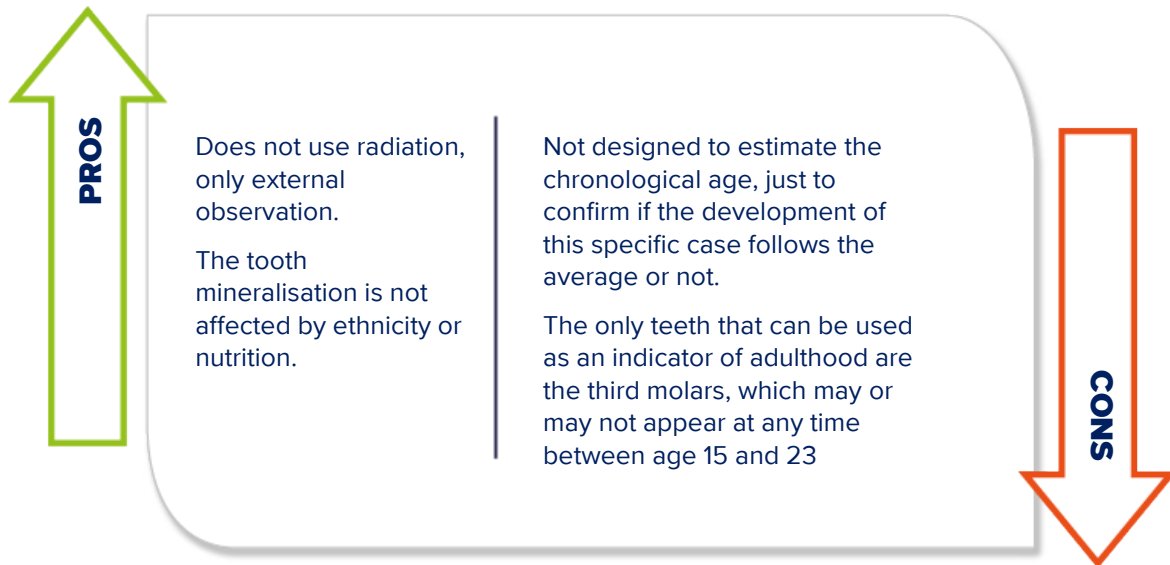 PROS
Does not use radiation,
only external
observation.
The tooth
mineralisation is not
affected by ethnicity or
nutrition.
Not designed to estimate the
chronological age, just to
confirm if the development of
this specific case follows the
average or not.
The only teeth that can be used
as an indicator of adulthood are
the third molars, which may or
may not appear at any time
between age 15 and 23
CONS